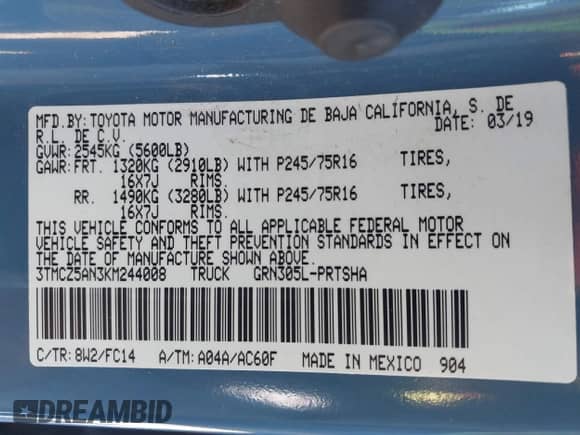 MFD.BY: TOYOTA MOTOR MANUFACTURING DE BAJA CALIFORNIA, S. DE
R.L. DE C.V. DATE: 03/19
GVWR: 2545KG (5600LB)
GAWR: FRT. 1320KG (2910LB) WITH P245/75R16 TIRES,
16X7J RIMS.
RR. 1490KG (3280LB) WITH P245/75R16 TIRES,
16X7J RIMS.
THIS VEHICLE CONFORMS TO ALL APPLICABLE FEDERAL MOTOR
VEHICLE SAFETY AND THEFT PREVENTION STANDARDS IN EFFECT ON
THE DATE OF MANUFACTURE SHOWN ABOVE.
3TMCZ5AN3KM244008 TRUCK GRN305L-PRTSHA
C/TR: 8W2/FC14 A/TM: A04A/AC60F MADE IN MEXICO 904
DREAMBID